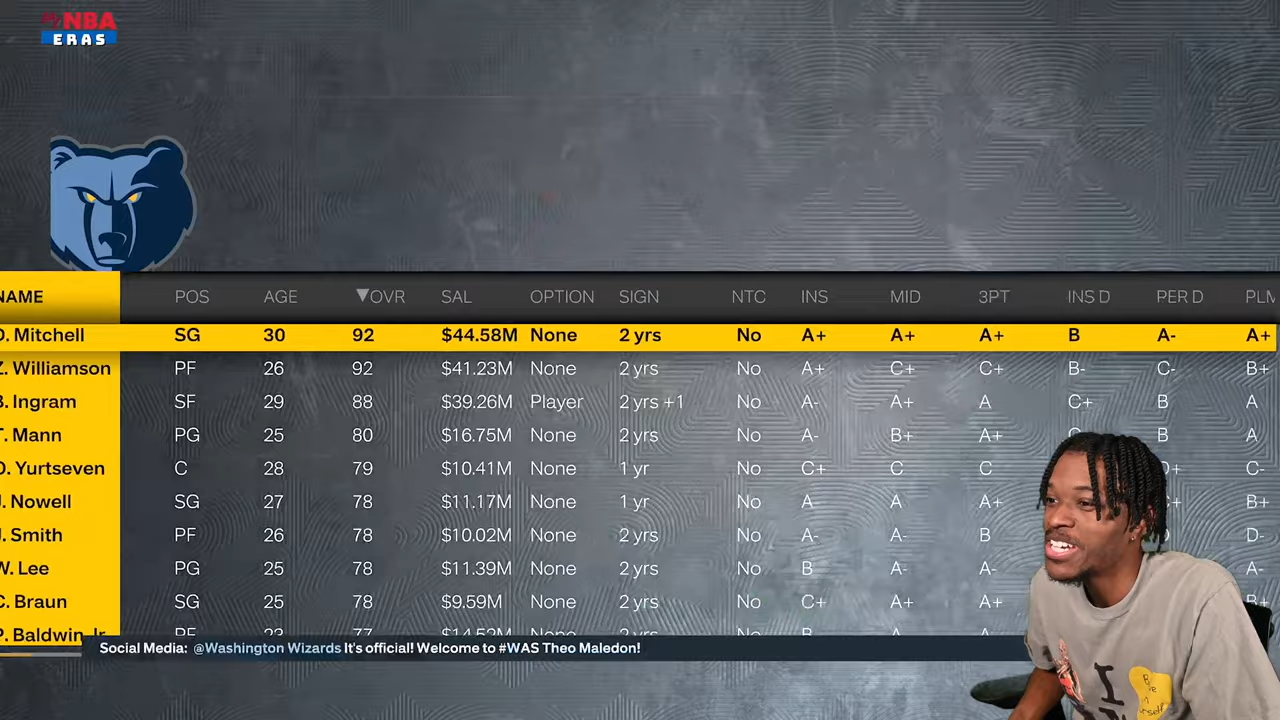 NBA
ERAS
NAME POS AGE ▼OVR SAL OPTION SIGN NTC INS MID 3PT INS D PER D PLM
D. Mitchell SG 30 92 $44.58M None 2 yrs No A+ A+ A+ B A- A+
Z. Williamson PF 26 92 $41.23M None 2 yrs No A+ C+ C+ B- C- B+
B. Ingram SF 29 88 $39.26M Player 2 yrs +1 No A- A+ A C+ B A
T. Mann PG 25 80 $16.75M None 2 yrs No A- B+ A+ B A
O. Yurtseven C 28 79 $10.41M None 1 yr No C+ C C C-
J. Nowell SG 27 78 $11.17M None 1 yr No A- A A+ B+
J. Smith PF 26 78 $10.02M None 2 yrs No A- A- B D-
W. Lee PG 25 78 $11.39M None 2 yrs No B A- A- A-
C. Braun SG 25 78 $9.59M None 2 yrs No C+ A+ A+ B+
P. Baldwin Jr
Social Media: @Washington Wizards It's official! Welcome to #WAS Theo Maledon!
I